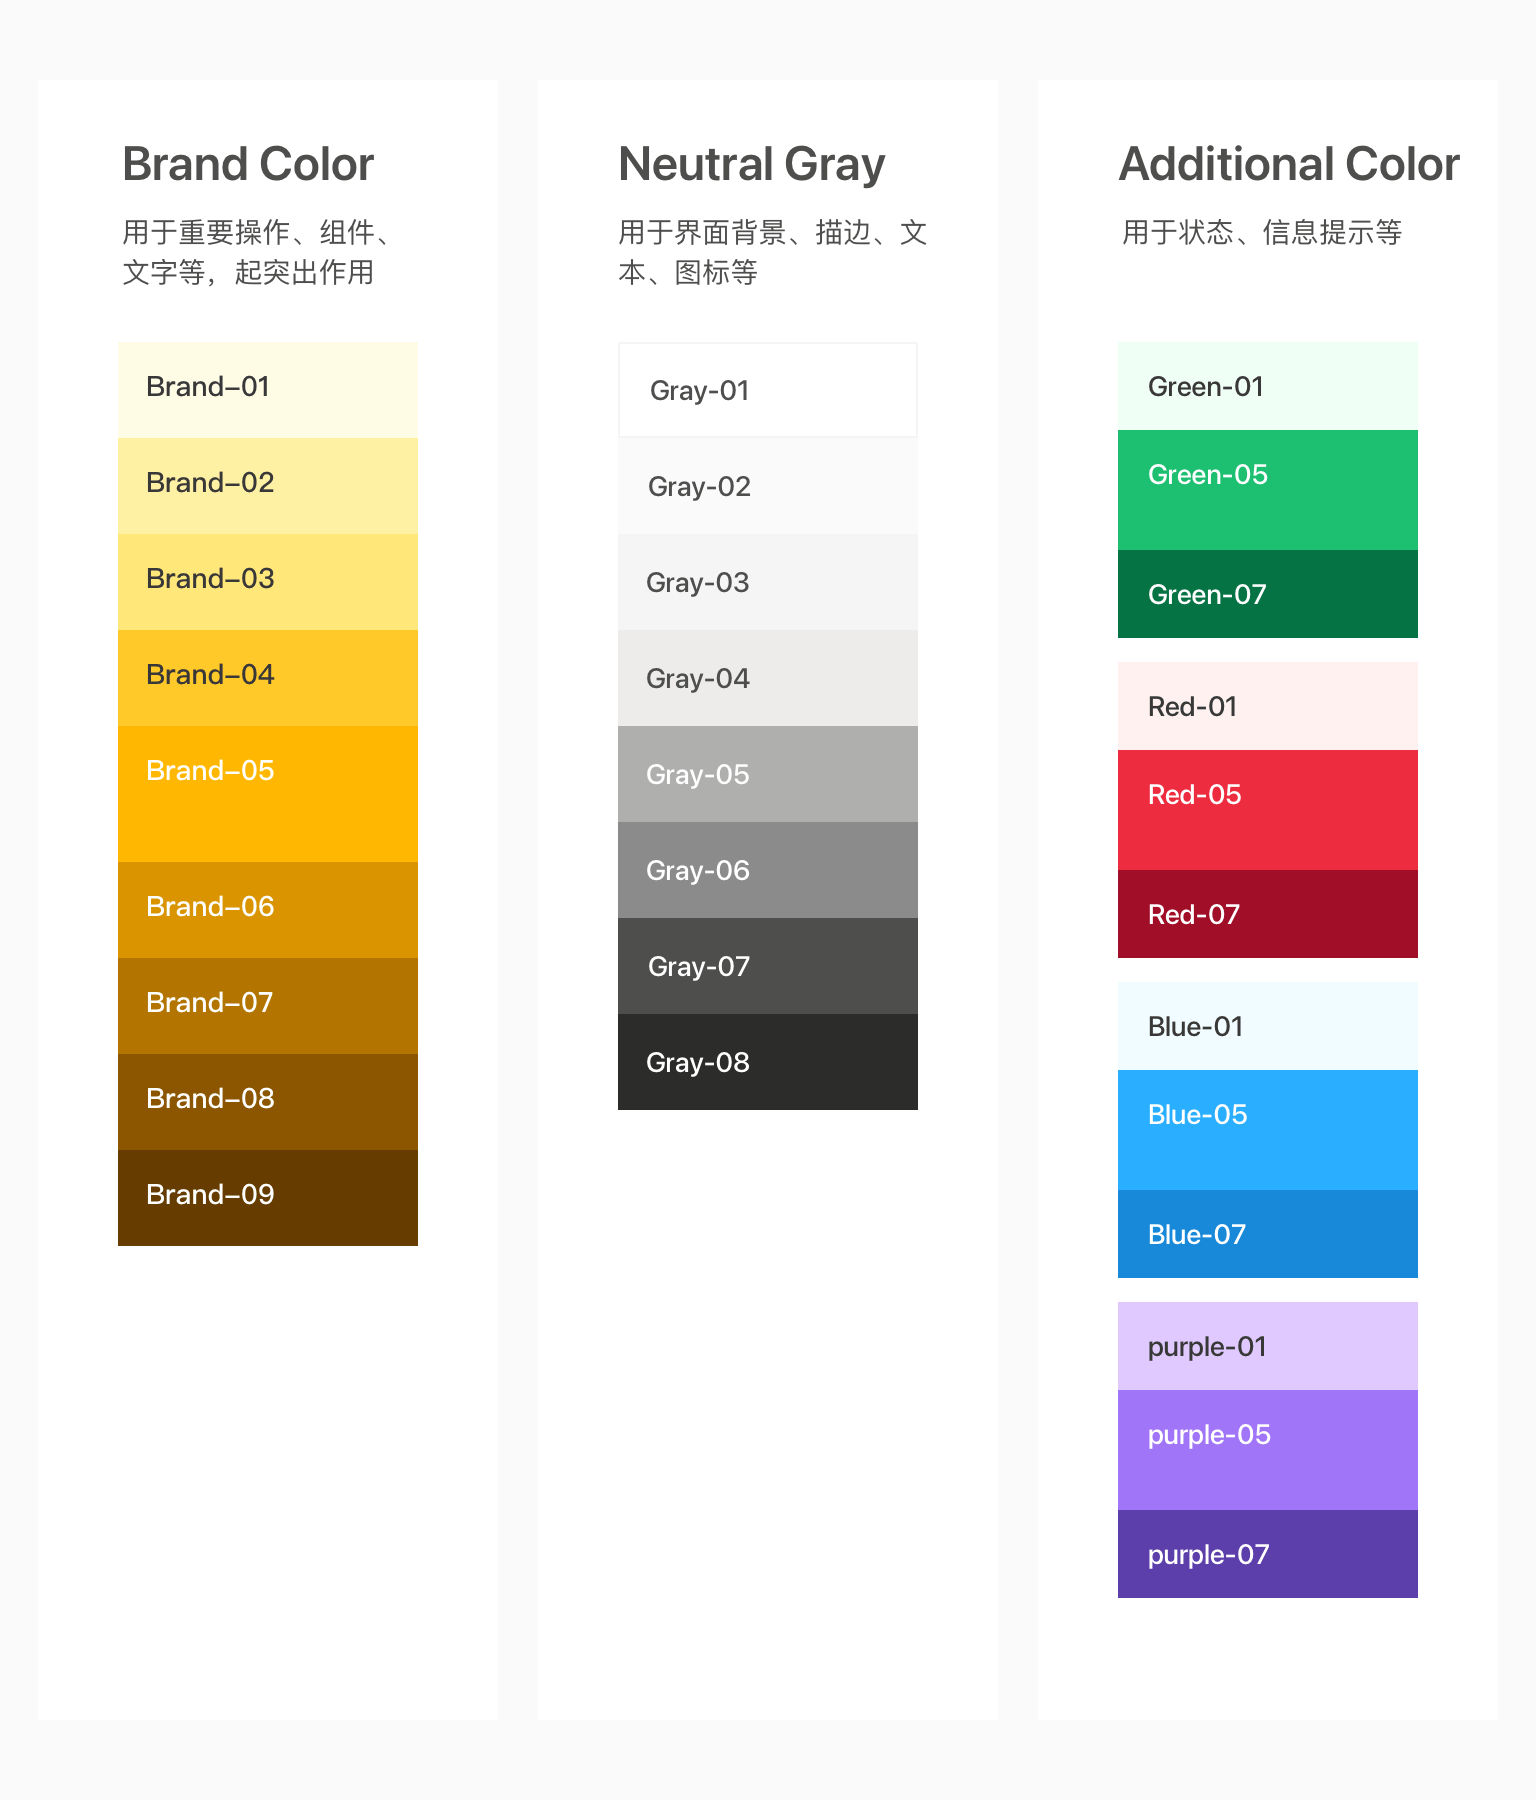 Brand Color
用于重要操作、组件、
文字等，起突出作用
Brand–01
Brand–02
Brand–03
Brand–04
Brand–05
Brand–06
Brand–07
Brand–08
Brand–09
Neutral Gray
用于界面背景、描边、文
本、图标等
Gray-01
Gray-02
Gray-03
Gray-04
Gray-05
Gray-06
Gray-07
Gray-08
Additional Color
用于状态、信息提示等
Green-01
Green-05
Green-07
Red-01
Red-05
Red-07
Blue-01
Blue-05
Blue-07
purple-01
purple-05
purple-07